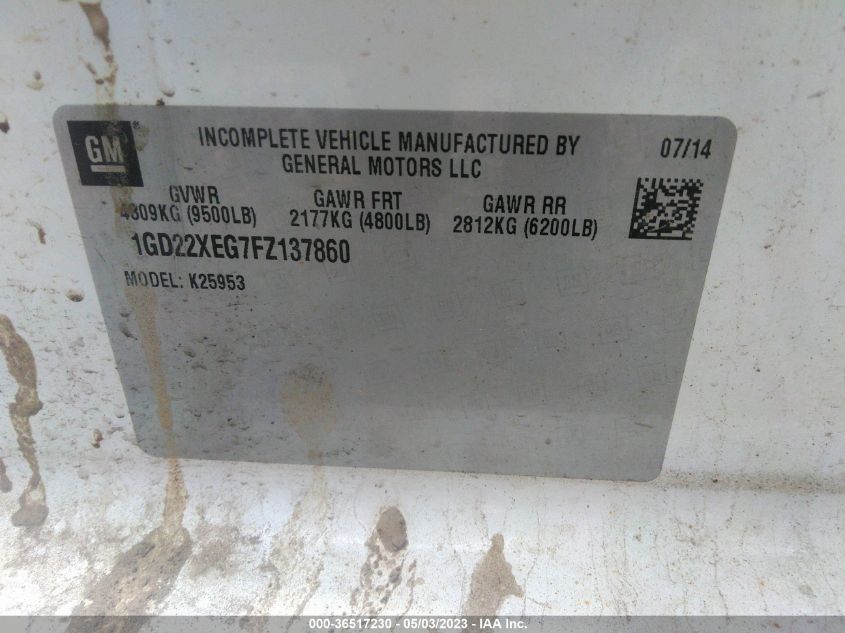 GM
INCOMPLETE VEHICLE MANUFACTURED BY
GENERAL MOTORS LLC
07/14
GVWR
4309KG (9500LB)
GAWR FRT
2177KG (4800LB)
GAWR RR
2812KG (6200LB)
1GD22XEG7FZ137860
MODEL: K25953
000-36517230 - 05/03/2023 - IAA Inc.